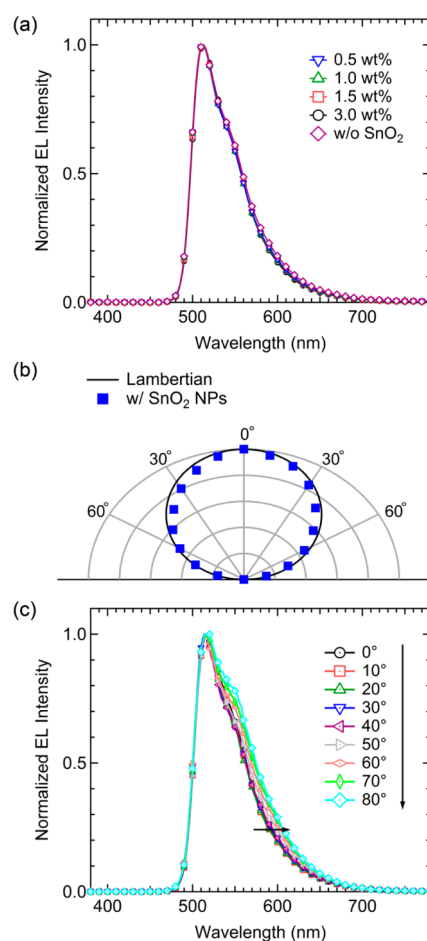 (a)
1.0
0.5
0.0
Normalized EL Intensity
0.5 wt%
1.0 wt%
1.5 wt%
3.0 wt%
w/o SnO₂
400 500 600 700
Wavelength (nm)
(b)
Lambertian
w/ SnO₂ NPs
0°
30° 30°
60° 60°
(c)
1.0
0.5
0.0
Normalized EL Intensity
0°
10°
20°
30°
40°
50°
60°
70°
80°
400 500 600 700
Wavelength (nm)